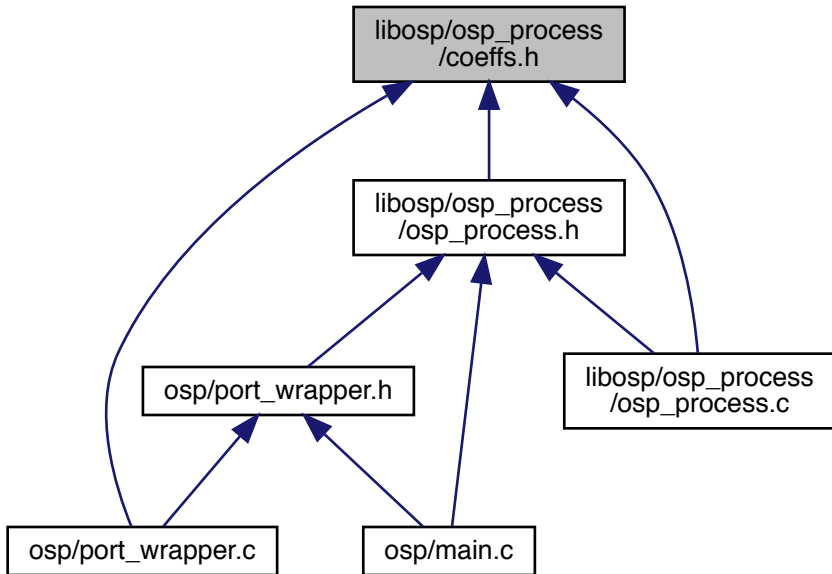 libosp/osp_process
/coeffs.h
libosp/osp_process
/osp_process.h
osp/port_wrapper.h
libosp/osp_process
/osp_process.c
osp/port_wrapper.c
osp/main.c